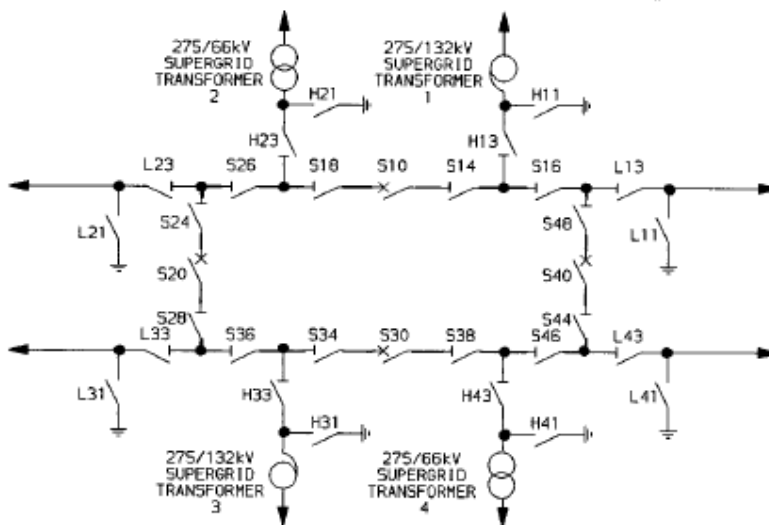 275/66kV
SUPERGRID
TRANSFORMER
2
275/132kV
SUPERGRID
TRANSFORMER
1
H21
H11
H23
H13
L23
S26
S18
S10
S14
S16
L13
L21
S24
S48
L11
S20
S40
S28
S44
L33
S36
S34
S30
S38
S46
L43
L31
H33
H43
L41
H31
H41
275/132kV
SUPERGRID
TRANSFORMER
3
275/66kV
SUPERGRID
TRANSFORMER
4